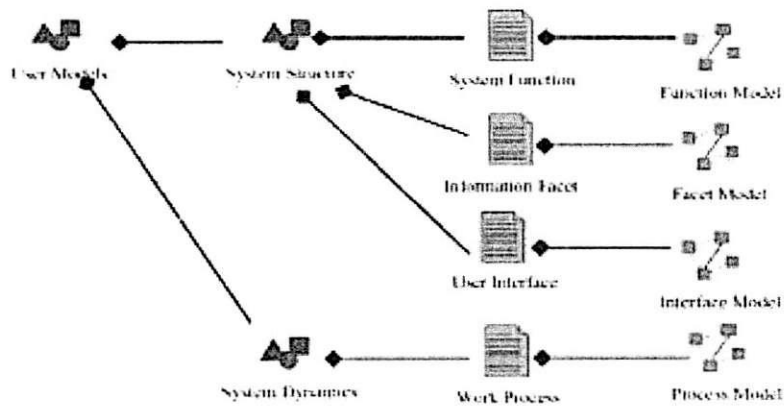 User Models
System Structure
System Function
Function Model
Information Facet
Facet Model
User Interface
Interface Model
System Dynamics
Work Process
Process Model